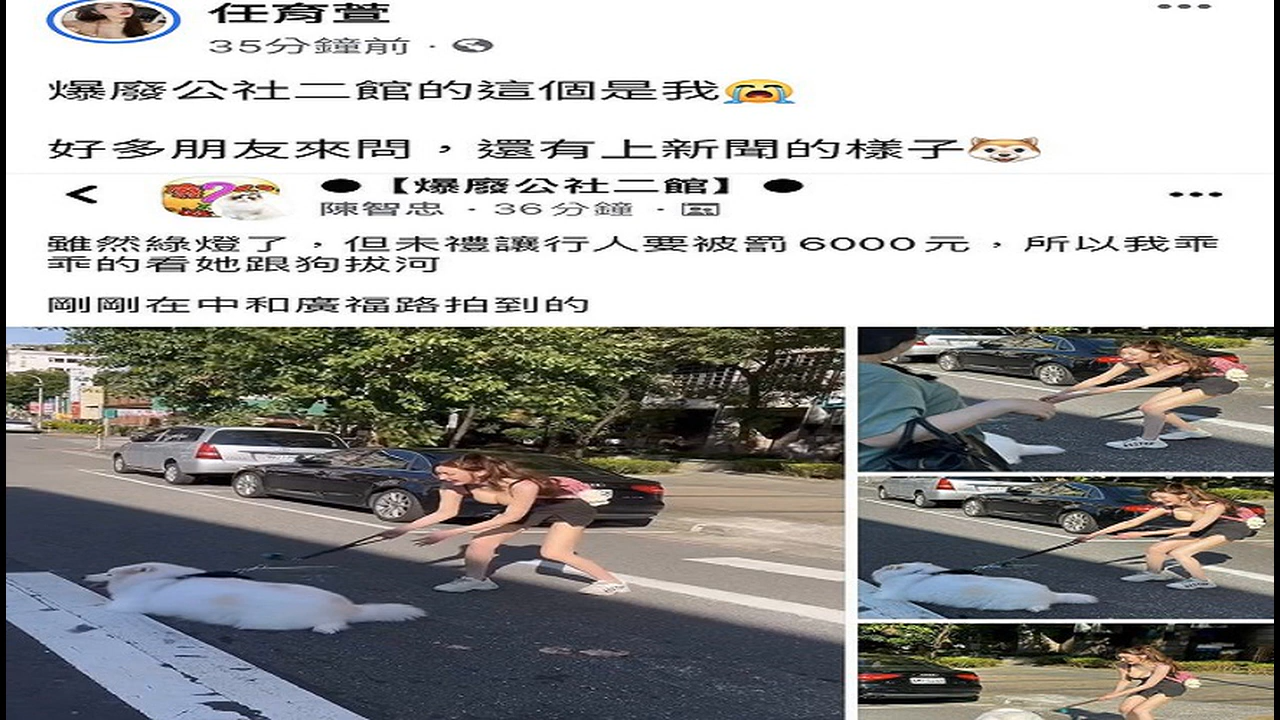 任育萱
35分鐘前 ·
爆廢公社二館的這個是我😭
好多朋友來問，還有上新聞的樣子
● 【爆廢公社二館】 ●
陳智忠 · 36分鐘 ·
雖然綠燈了，但未禮讓行人要被罰6000元，所以我乖
乖的看她跟狗拔河
剛剛在中和廣福路拍到的